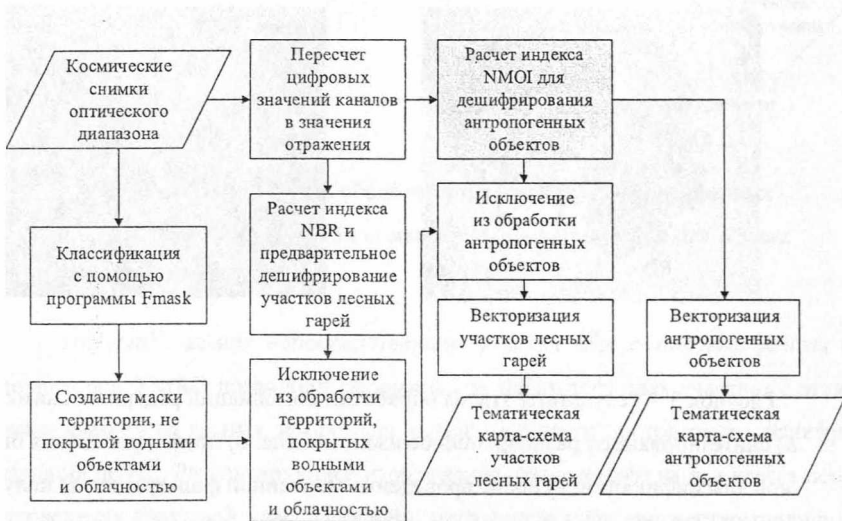 Космические
снимки
оптического
диапазона
Пересчет
цифровых
значений каналов
в значения
отражения
Расчет индекса
NMOI для
дешифрирования
антропогенных
объектов
Классификация
с помощью
программы Fmask
Расчет индекса
NBR и
предварительное
дешифрирование
участков лесных
гарей
Исключение
из обработки
антропогенных
объектов
Векторизация
участков лесных
гарей
Векторизация
антропогенных
объектов
Создание маски
территории, не
покрытой водными
объектами
и облачностью
Исключение
из обработки
территорий,
покрытых
водными
объектами
и облачностью
Тематическая
карта-схема
участков
лесных гарей
Тематическая
карта-схема
антропогенных
объектов